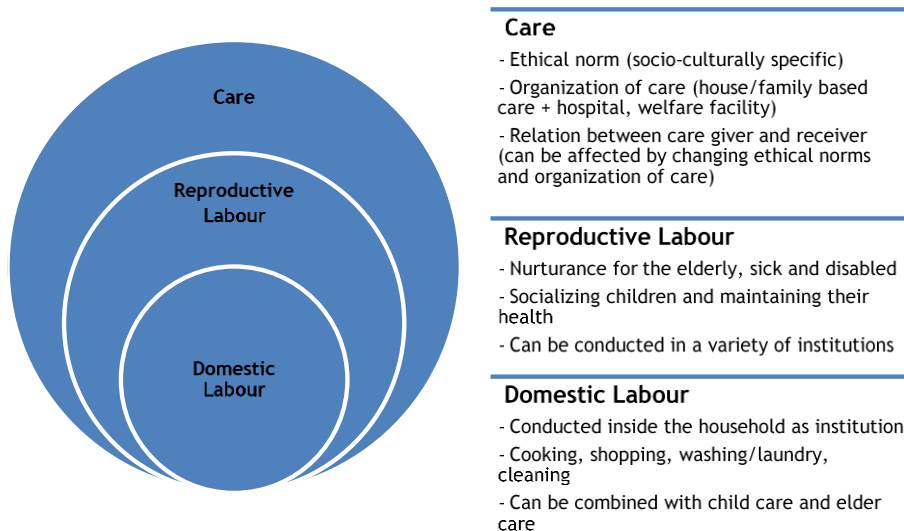 Care
Reproductive
Labour
Domestic
Labour
Care
- Ethical norm (socio-culturally specific)
- Organization of care (house/family based
care + hospital, welfare facility)
- Relation between care giver and receiver
(can be affected by changing ethical norms
and organization of care)
Reproductive Labour
- Nurturance for the elderly, sick and disabled
- Socializing children and maintaining their
health
- Can be conducted in a variety of institutions
Domestic Labour
- Conducted inside the household as institution
- Cooking, shopping, washing/laundry,
cleaning
- Can be combined with child care and elder
care